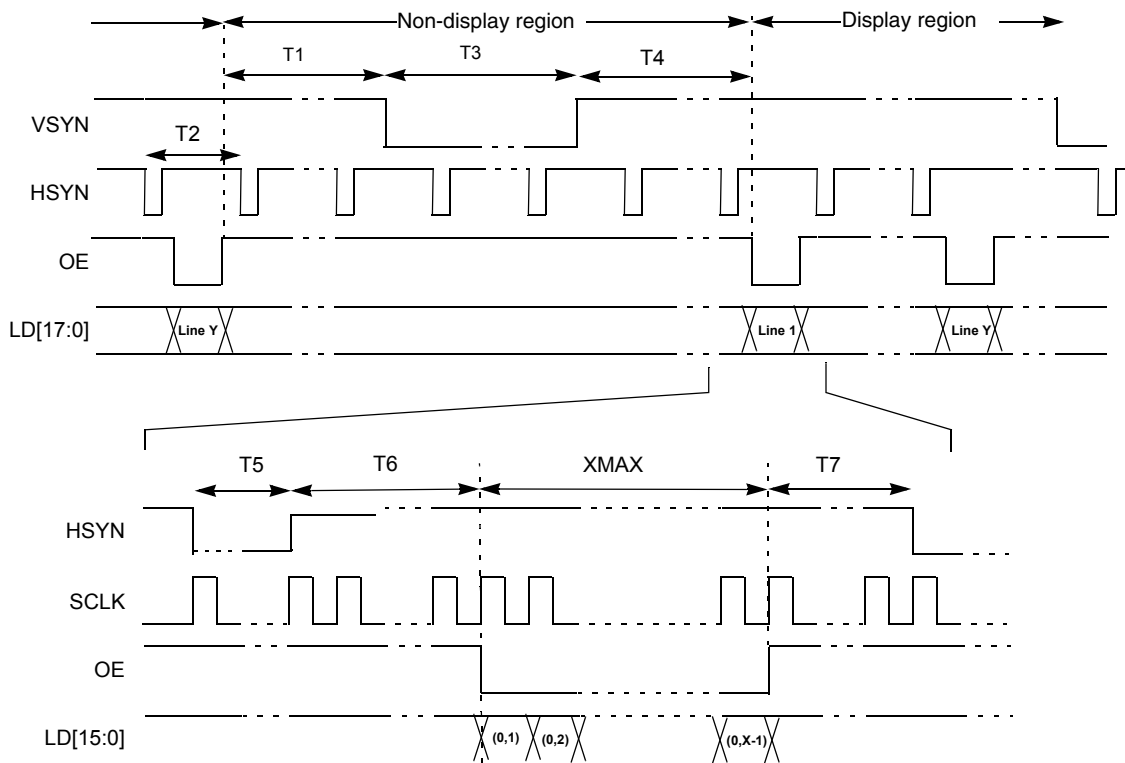 Non-display region
Display region
T1
T3
T4
VSYN
T2
HSYN
OE
LD[17:0]
Line Y
Line 1
Line Y
T5
T6
XMAX
T7
HSYN
SCLK
OE
LD[15:0]
(0,1)
(0,2)
(0,X-1)